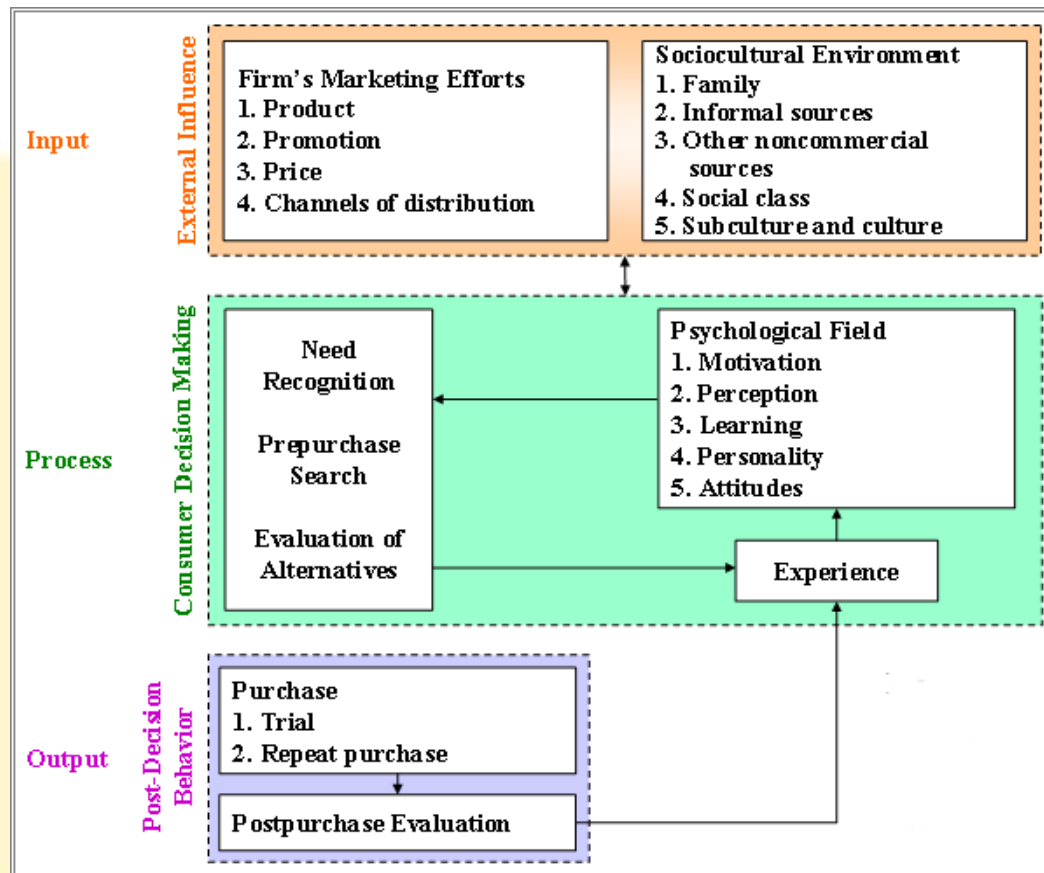 Input
External Influence
Firm's Marketing Efforts
1. Product
2. Promotion
3. Price
4. Channels of distribution
Sociocultural Environment
1. Family
2. Informal sources
3. Other noncommercial
sources
4. Social class
5. Subculture and culture
Process
Consumer Decision Making
Need
Recognition
Prepurchase
Search
Evaluation of
Alternatives
Psychological Field
1. Motivation
2. Perception
3. Learning
4. Personality
5. Attitudes
Experience
Output
Post-Decision
Behavior
Purchase
1. Trial
2. Repeat purchase
Postpurchase Evaluation